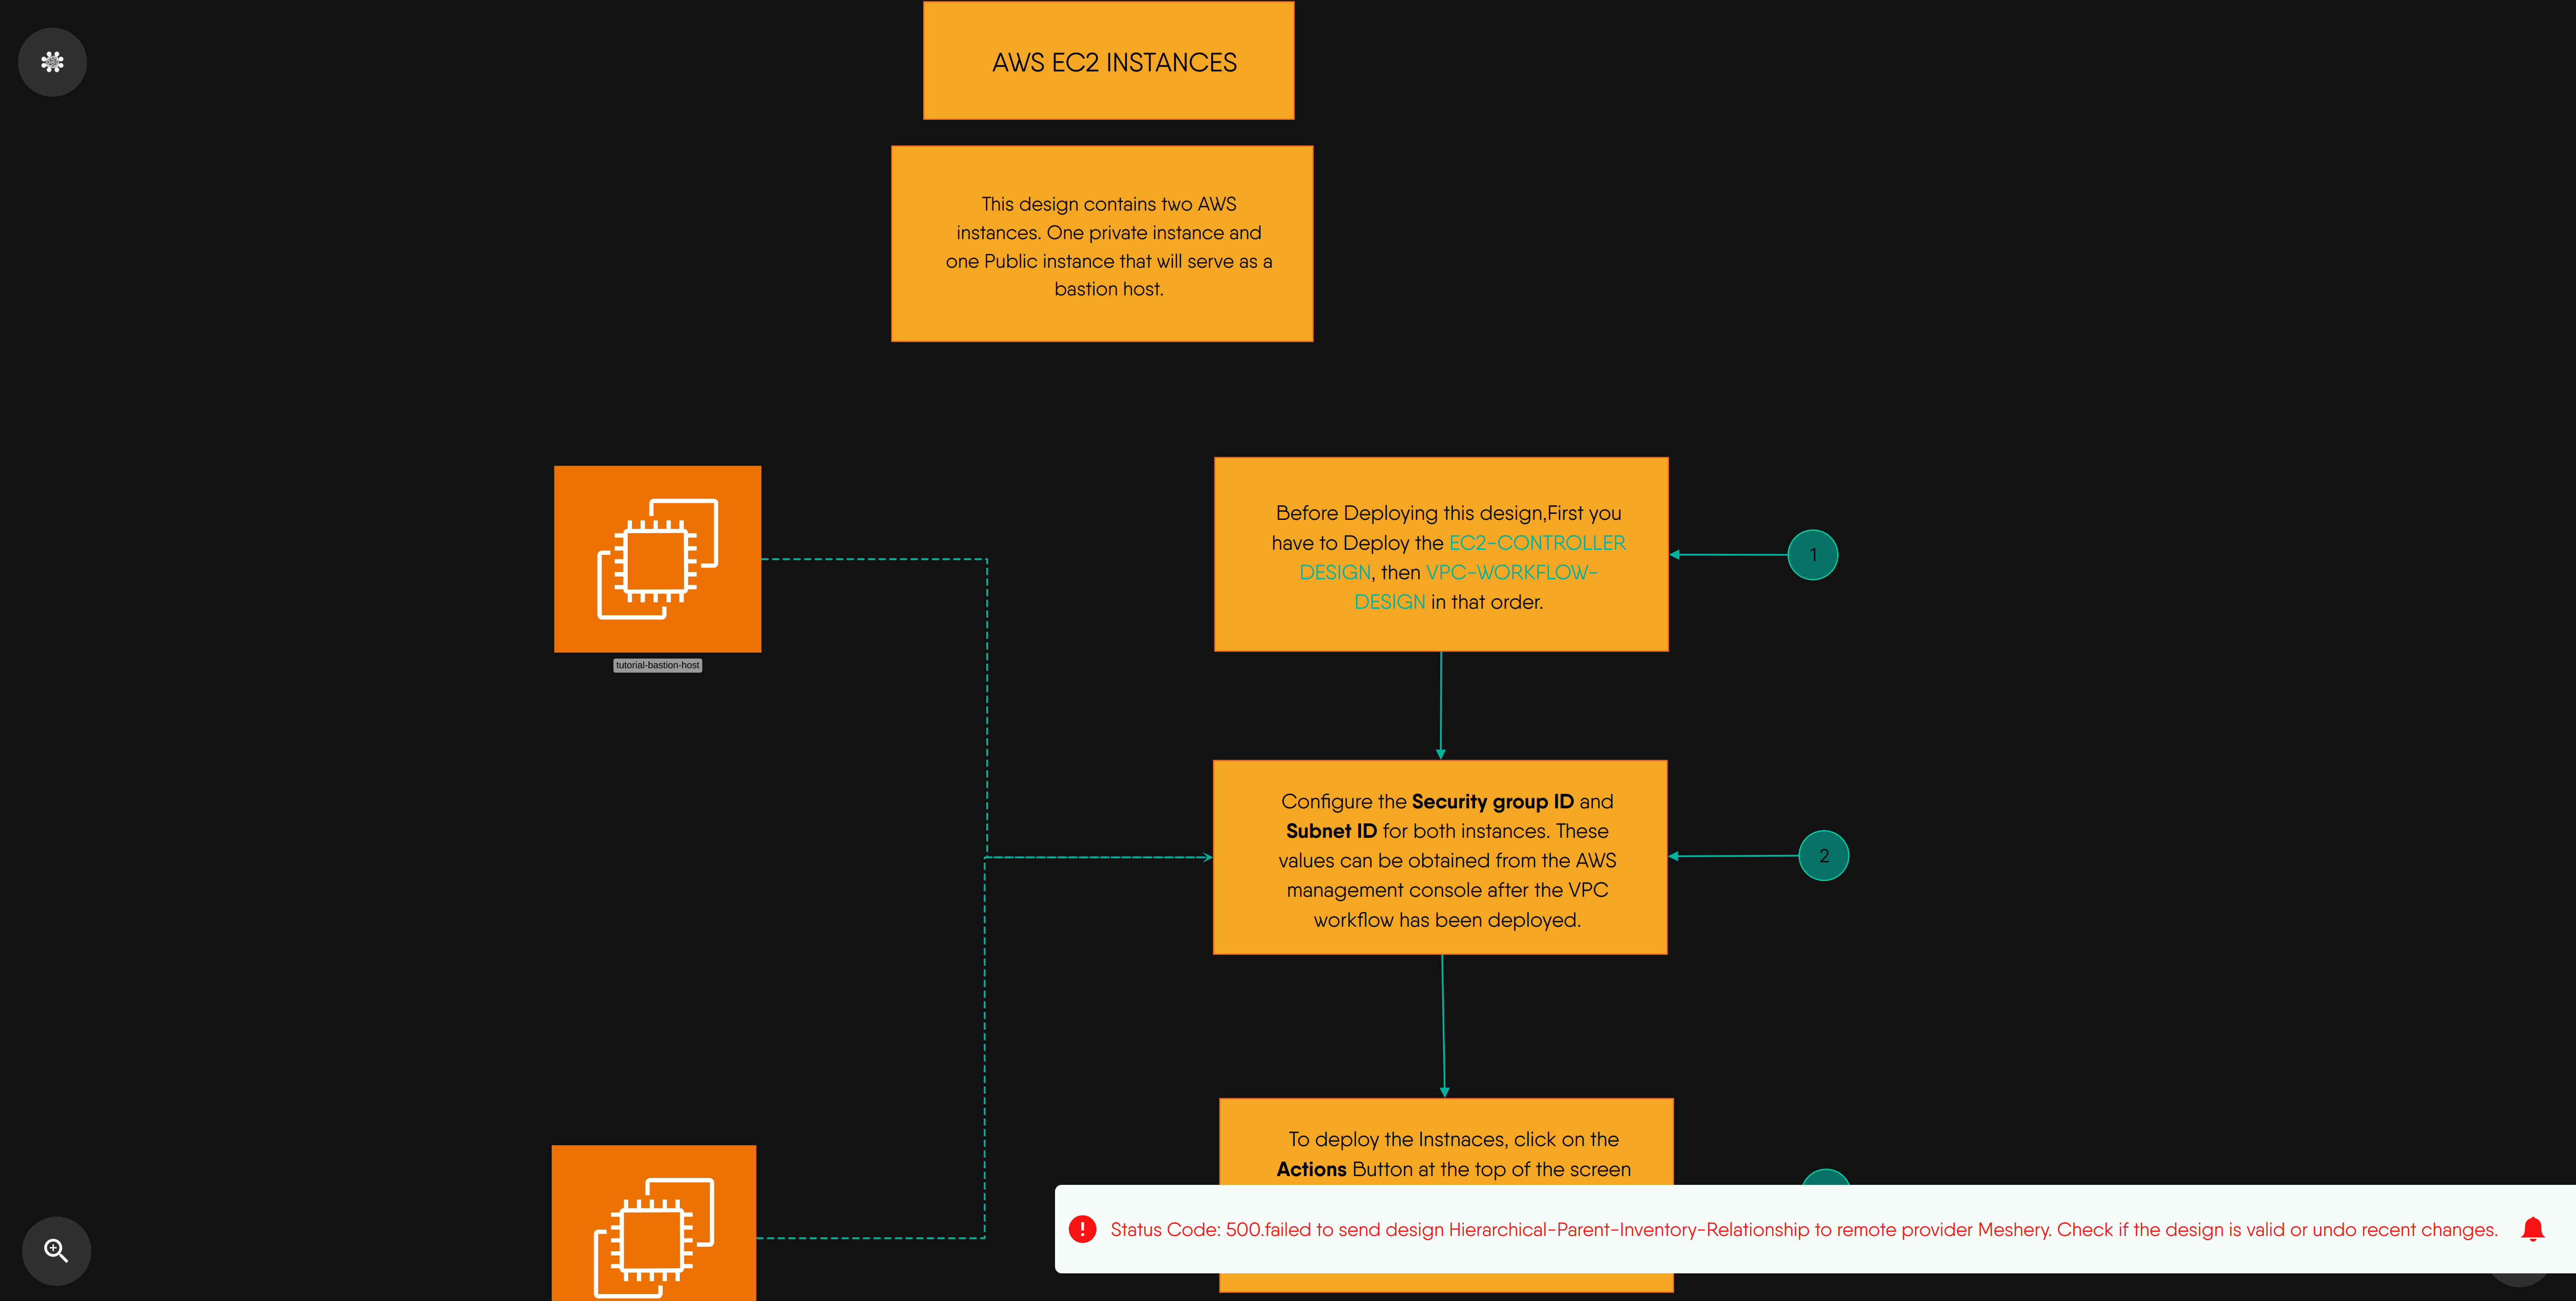 AWS EC2 INSTANCES
This design contains two AWS
instances. One private instance and
one Public instance that will serve as a
bastion host.
Before Deploying this design,First you
have to Deploy the EC2-CONTROLLER
DESIGN, then VPC-WORKFLOW-
DESIGN in that order.
1
tutorial-bastion-host
Configure the Security group ID and
Subnet ID for both instances. These
values can be obtained from the AWS
management console after the VPC
workflow has been deployed.
2
To deploy the Instnaces, click on the
Actions Button at the top of the screen
Status Code: 500.failed to send design Hierarchical-Parent-Inventory-Relationship to remote provider Meshery. Check if the design is valid or undo recent changes.